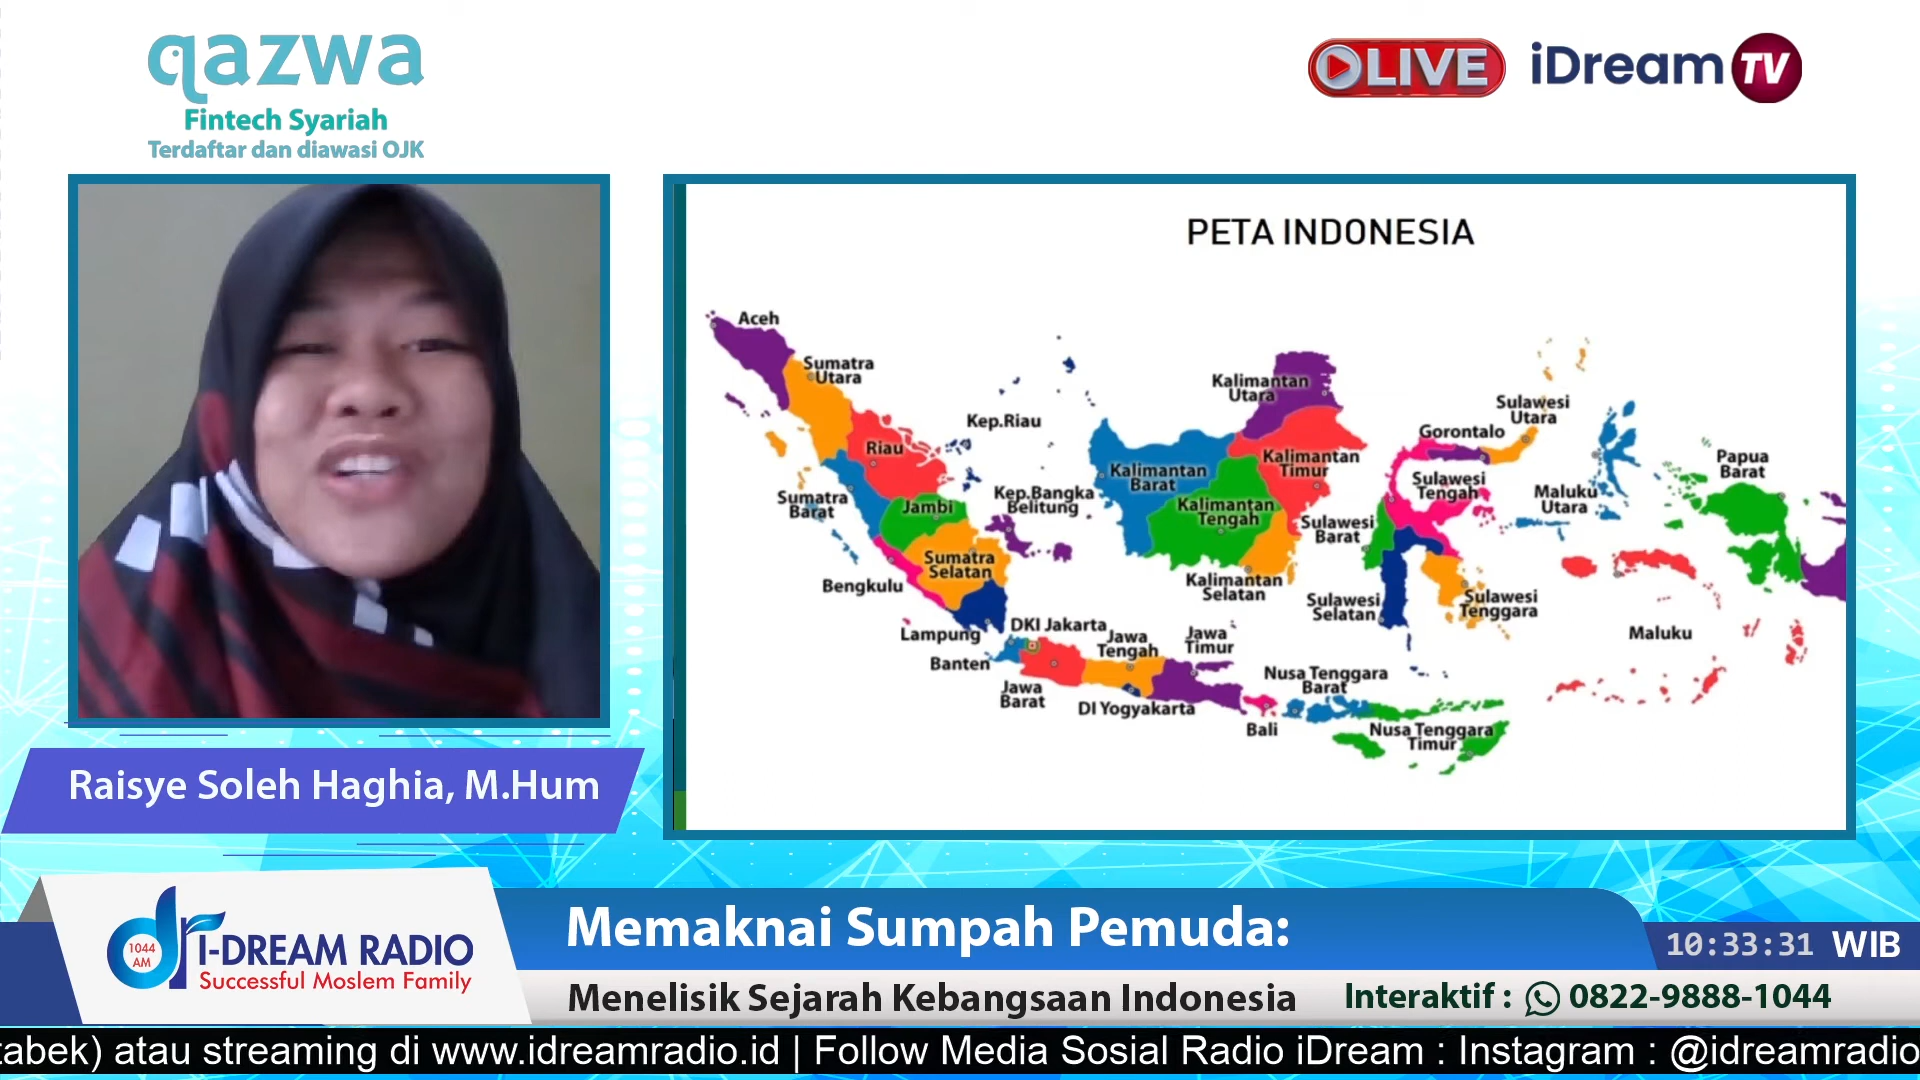 qazwa
Fintech Syariah
Terdaftar dan diawasi OJK
LIVE
iDream TV
PETA INDONESIA
Aceh
Sumatra
Utara
Riau
Kep.Riau
Sumatra
Barat
Jambi
Kep.Bangka
Belitung
Sumatra
Selatan
Bengkulu
Lampung
DKI Jakarta
Banten
Jawa
Barat
Jawa
Tengah
DI Yogyakarta
Jawa
Timur
Bali
Nusa Tenggara
Barat
Nusa Tenggara
Timur
Kalimantan
Utara
Kalimantan
Barat
Kalimantan
Timur
Kalimantan
Tengah
Kalimantan
Selatan
Sulawesi
Utara
Gorontalo
Sulawesi
Tengah
Sulawesi
Barat
Sulawesi
Selatan
Sulawesi
Tenggara
Maluku
Utara
Maluku
Papua
Barat
Raisye Soleh Haghia, M.Hum
1044
AM
dr
I-DREAM RADIO
Successful Moslem Family
Memaknai Sumpah Pemuda:
10:33:31 WIB
Menelisik Sejarah Kebangsaan Indonesia
Interaktif : 0822-9888-1044
tabek) atau streaming di www.idreamradio.id | Follow Media Sosial Radio iDream : Instagram : @idreamradio